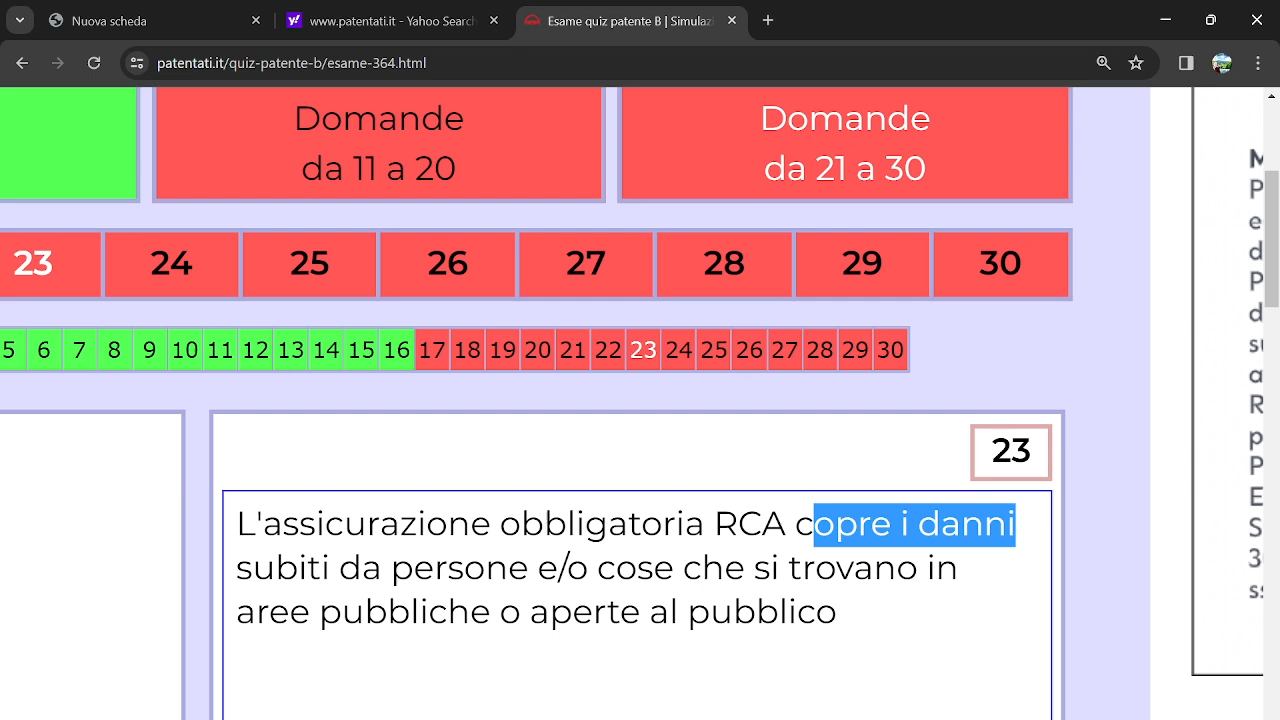 Nuova scheda
www.patentati.it - Yahoo Search
Esame quiz patente B | Simulazi
patentati.it/quiz-patente-b/esame-364.html
Domande
da 11 a 20
Domande
da 21 a 30
23 24 25 26 27 28 29 30
5 6 7 8 9 10 11 12 13 14 15 16 17 18 19 20 21 22 23 24 25 26 27 28 29 30
23
L'assicurazione obbligatoria RCA copre i danni
subiti da persone e/o cose che si trovano in
aree pubbliche o aperte al pubblico